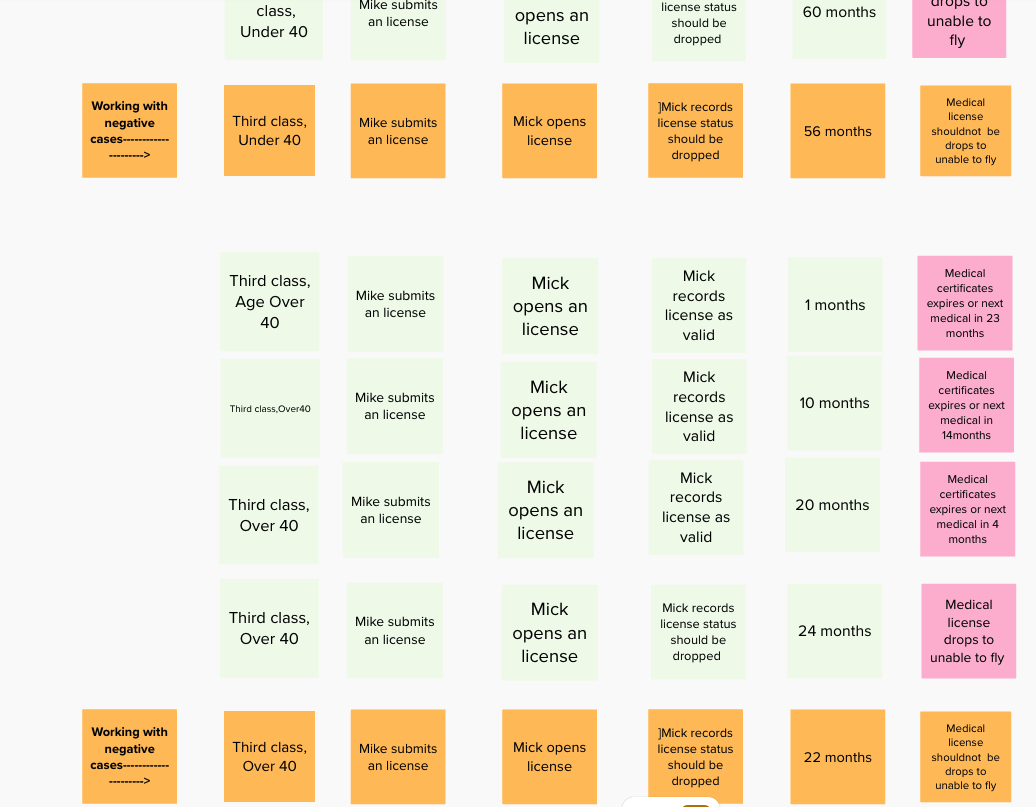 class,
Under 40
Mike submits
an license
opens an
license
license status
should be
dropped
60 months
drops to
unable to
fly
Working with
negative
cases------------
-------------------->
Third class,
Under 40
Mike submits
an license
Mick opens
license
]Mick records
license status
should be
dropped
56 months
Medical
license
shouldnot be
drops to
unable to fly
Third class,
Age Over
40
Mike submits
an license
Mick
opens an
license
Mick
records
license as
valid
1 months
Medical
certificates
expires or next
medical in 23
months
Third class,Over40
Mike submits
an license
Mick
opens an
license
Mick
records
license as
valid
10 months
Medical
certificates
expires or next
medical in
14months
Third class,
Over 40
Mike submits
an license
Mick
opens an
license
Mick
records
license as
valid
20 months
Medical
certificates
expires or next
medical in 4
months
Third class,
Over 40
Mike submits
an license
Mick
opens an
license
Mick records
license status
should be
dropped
24 months
Medical
license
drops to
unable to fly
Working with
negative
cases------------
-------------------->
Third class,
Over 40
Mike submits
an license
Mick opens
license
]Mick records
license status
should be
dropped
22 months
Medical
license
shouldnot be
drops to
unable to fly